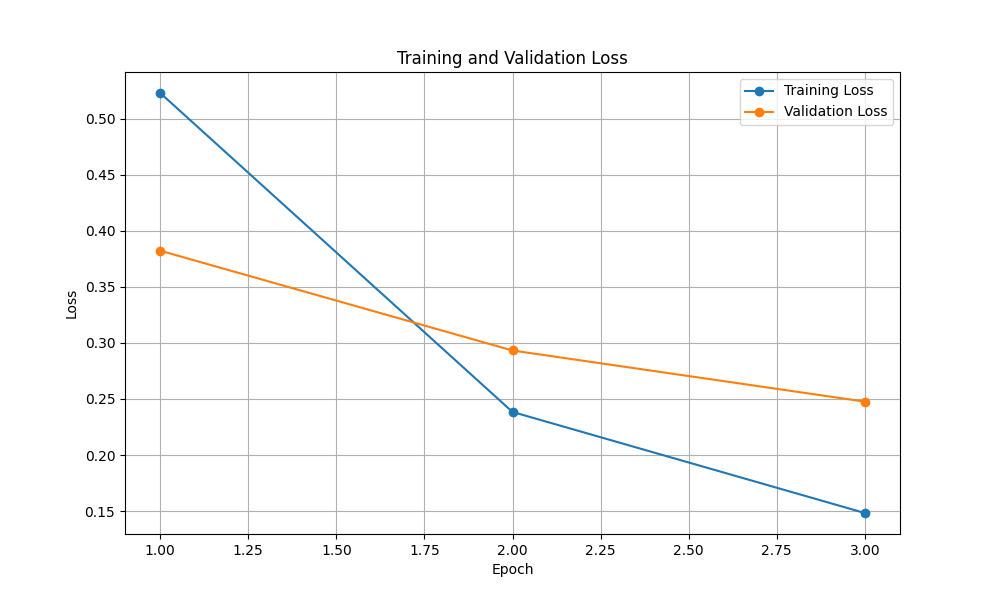 Training and Validation Loss
Training Loss
Validation Loss
Loss
0.50
0.45
0.40
0.35
0.30
0.25
0.20
0.15
1.00 1.25 1.50 1.75 2.00 2.25 2.50 2.75 3.00
Epoch